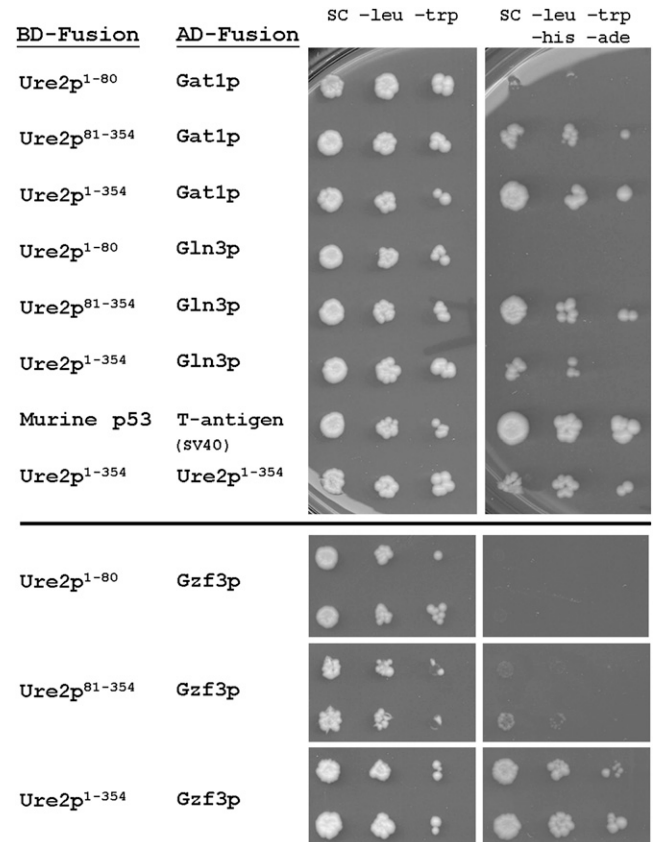 SC -leu -trp SC -leu -trp
-his -ade
BD-Fusion AD-Fusion
Ure2p1-80 Gat1p
Ure2p81-354 Gat1p
Ure2p1-354 Gat1p
Ure2p1-80 Gln3p
Ure2p81-354 Gln3p
Ure2p1-354 Gln3p
Murine p53 T-antigen
(SV40)
Ure2p1-354 Ure2p1-354
Ure2p1-80 Gzf3p
Ure2p81-354 Gzf3p
Ure2p1-354 Gzf3p